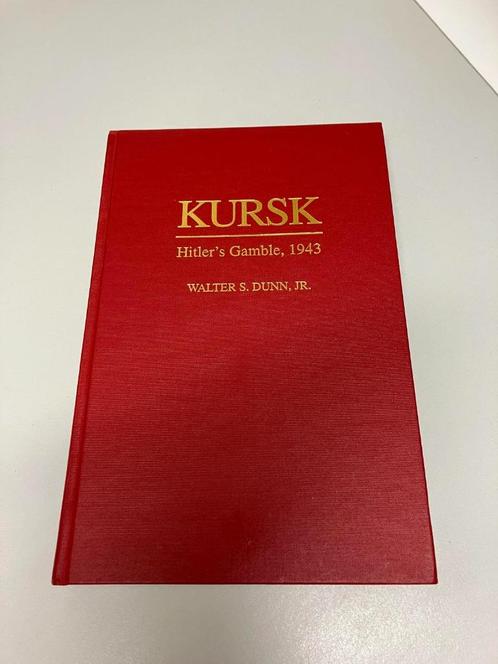 KURSK
Hitler's Gamble, 1943
WALTER S. DUNN, JR.